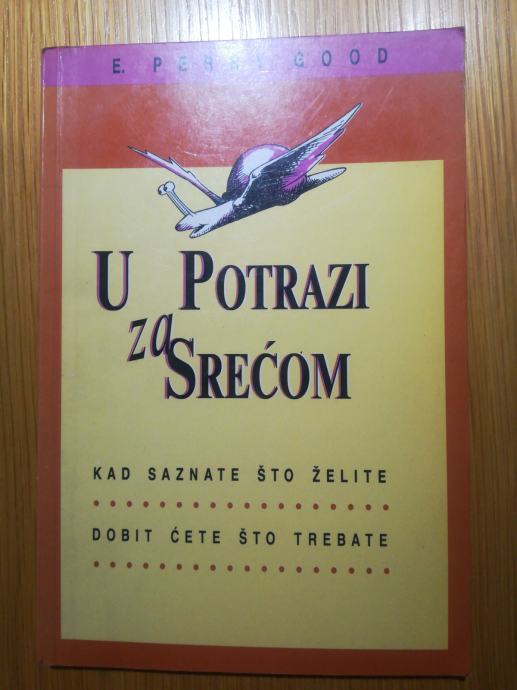 E. PERRY GOOD
U POTRAZI
za
SREĆOM
KAD SAZNATE ŠTO ŽELITE
DOBIT ĆETE ŠTO TREBATE